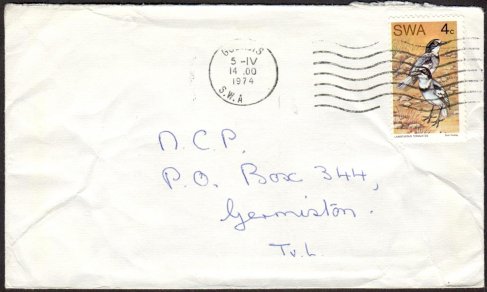 SWA 4c
5 -IV
14 .00
1974
S.W.A
N.C.P.
P.O. Box 344,
Germiston.
Tvl.